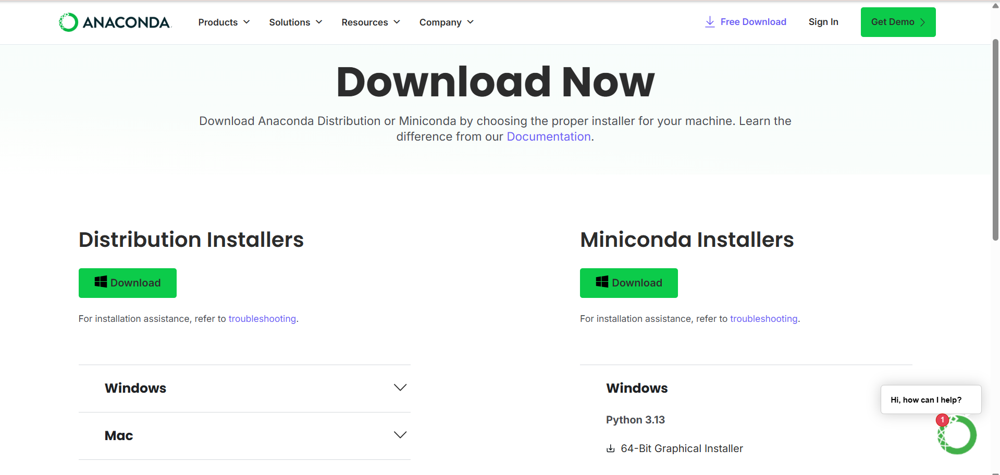 ANACONDA
Products
Solutions
Resources
Company
Free Download
Sign In
Get Demo
Download Now
Download Anaconda Distribution or Miniconda by choosing the proper installer for your machine. Learn the
difference from our Documentation.
Distribution Installers
Download
For installation assistance, refer to troubleshooting.
Windows
Mac
Miniconda Installers
Download
For installation assistance, refer to troubleshooting.
Windows
Python 3.13
64-Bit Graphical Installer
Hi, how can I help?
1